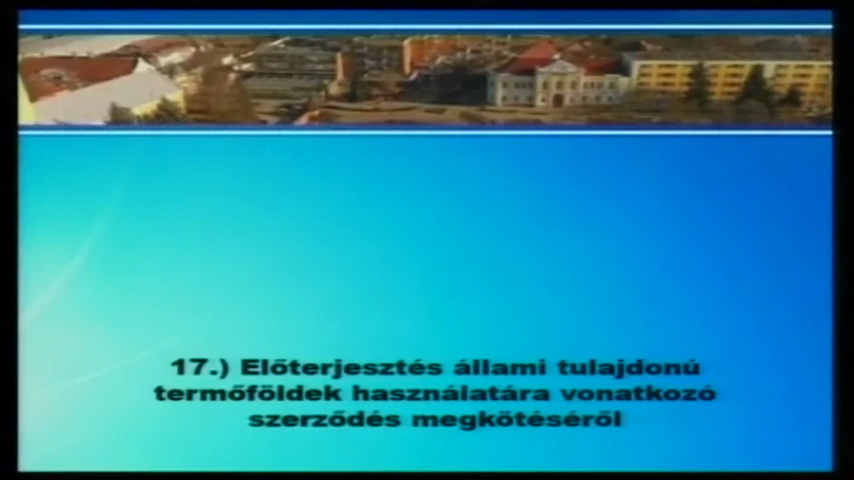 17.) Előterjesztés állami tulajdonú
termőföldek használatára vonatkozó
szerződés megkötéséről